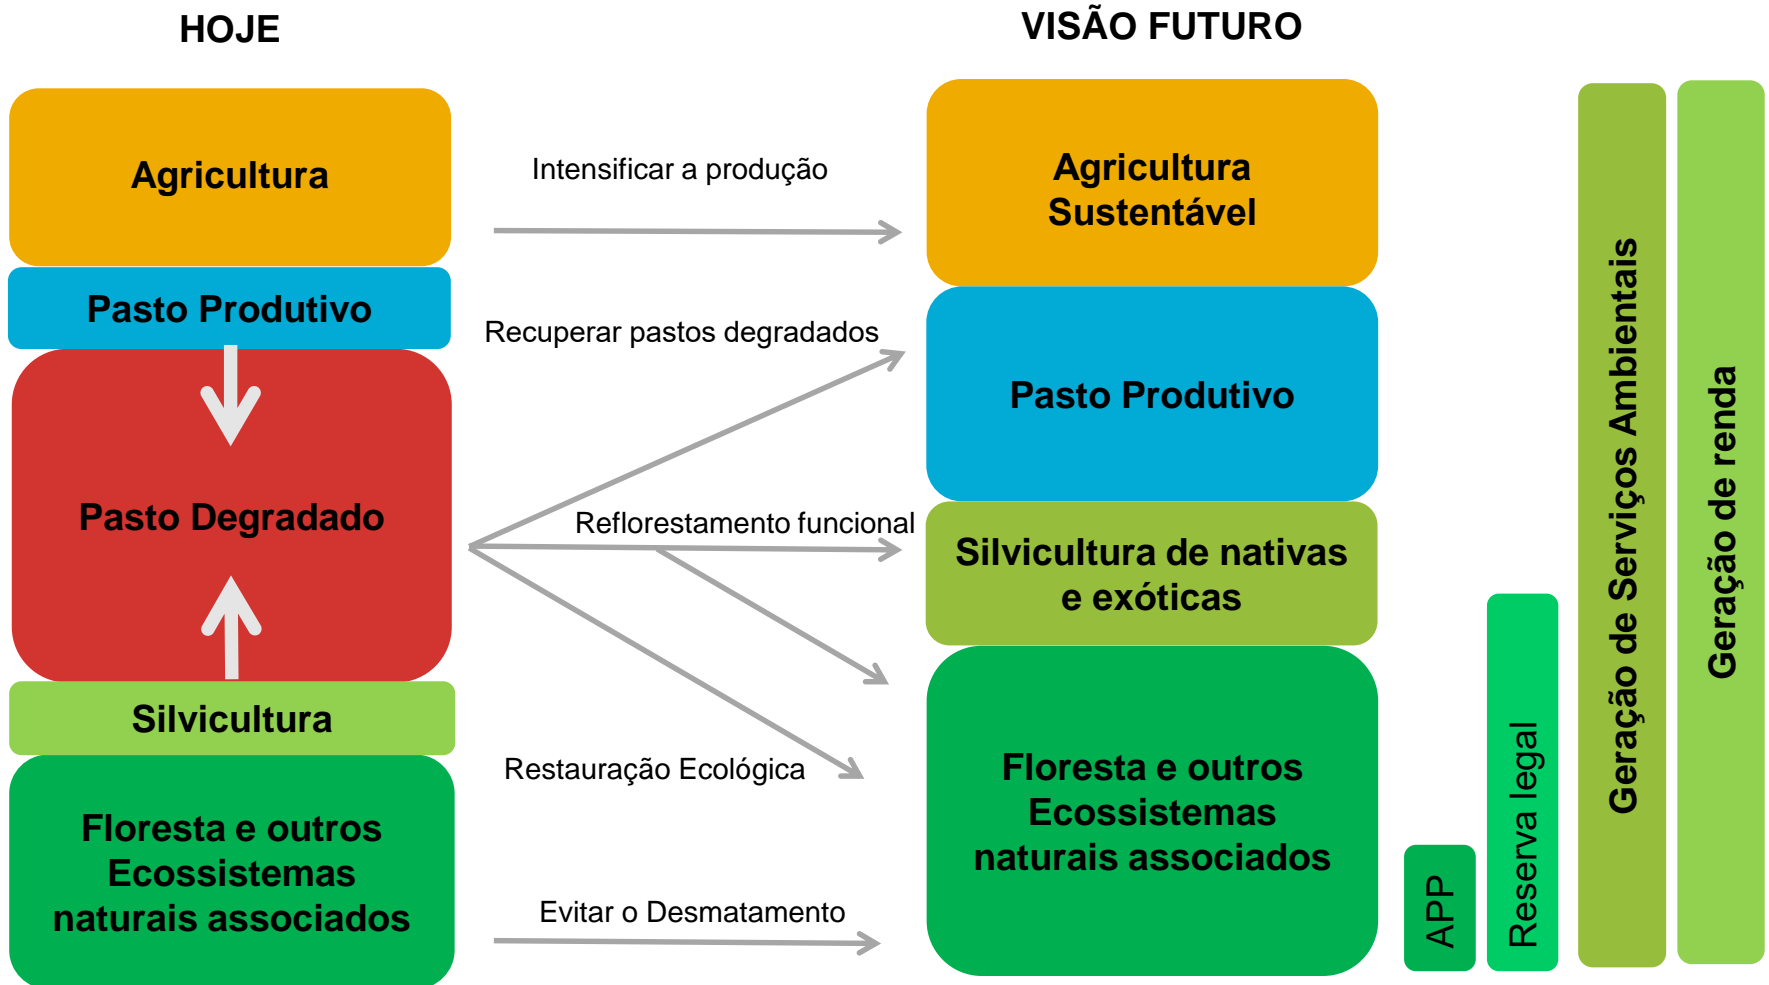 HOJE
VISÃO FUTURO
Agricultura
Pasto Produtivo
Pasto Degradado
Silvicultura
Floresta e outros
Ecossistemas
naturais associados
Intensificar a produção
Recuperar pastos degradados
Reflorestamento funcional
Restauração Ecológica
Evitar o Desmatamento
Agricultura
Sustentável
Pasto Produtivo
Silvicultura de nativas
e exóticas
Floresta e outros
Ecossistemas
naturais associados
APP
Reserva legal
Geração de Serviços Ambientais
Geração de renda